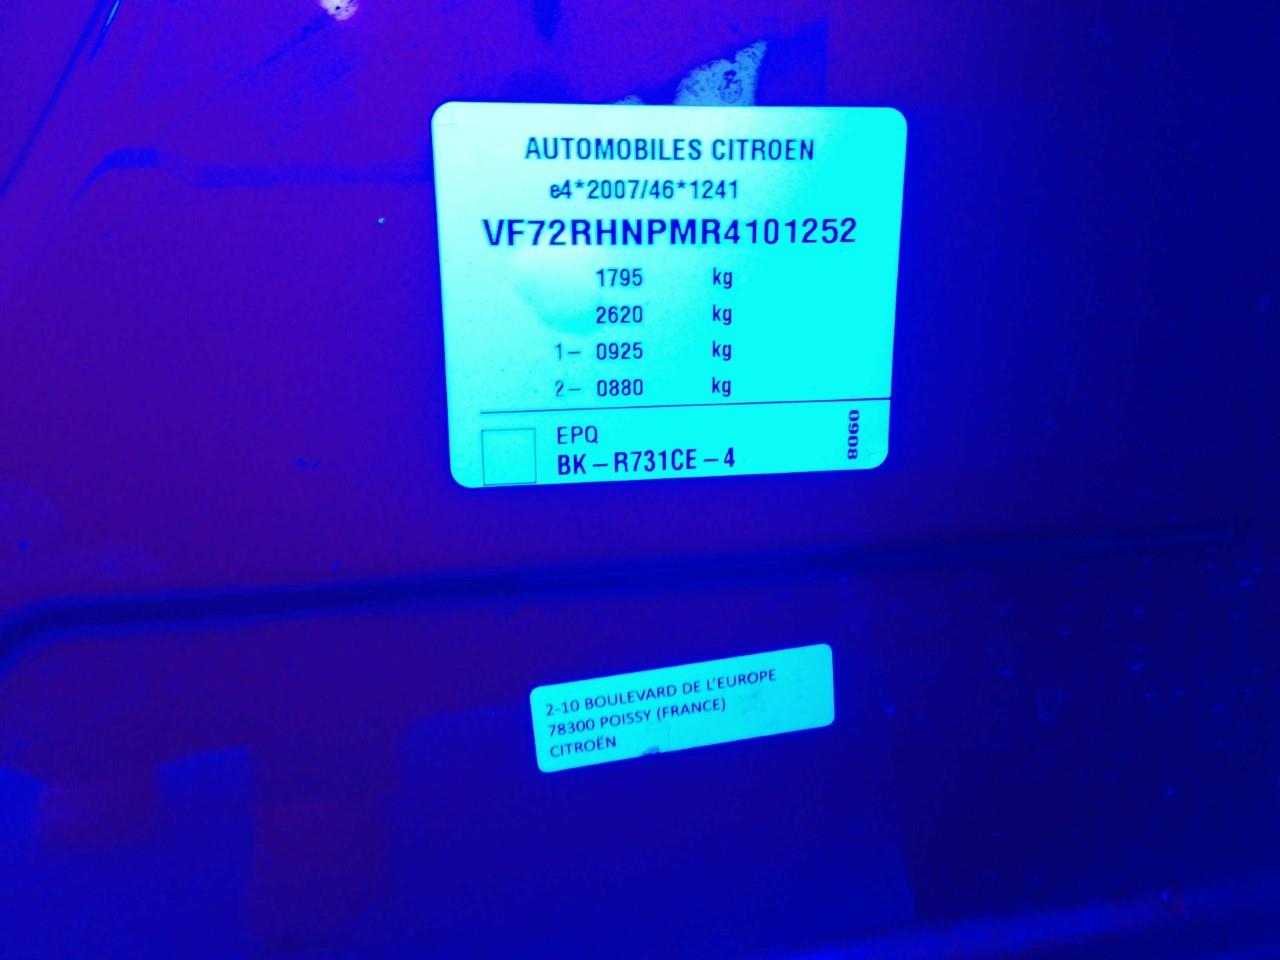 AUTOMOBILES CITROEN
e4*2007/46*1241
VF72RHNPMR4101252
1795 kg
2620 kg
1- 0925 kg
2- 0880 kg
EPQ
BK-R731CE-4
0908
2-10 BOULEVARD DE L'EUROPE
78300 POISSY (FRANCE)
CITROËN